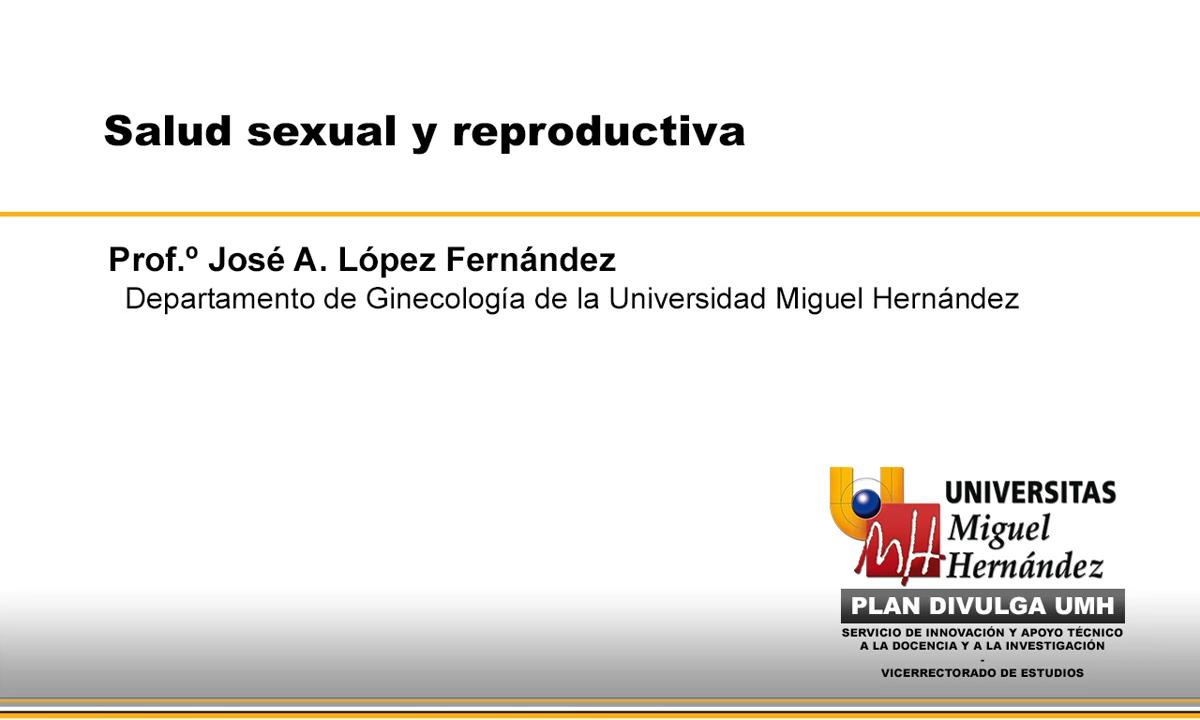 Salud sexual y reproductiva
Prof.º José A. López Fernández
Departamento de Ginecología de la Universidad Miguel Hernández
UNIVERSITAS
Miguel
Hernández
MH
PLAN DIVULGA UMH
SERVICIO DE INNOVACIÓN Y APOYO TÉCNICO
A LA DOCENCIA Y A LA INVESTIGACIÓN
-
VICERRECTORADO DE ESTUDIOS